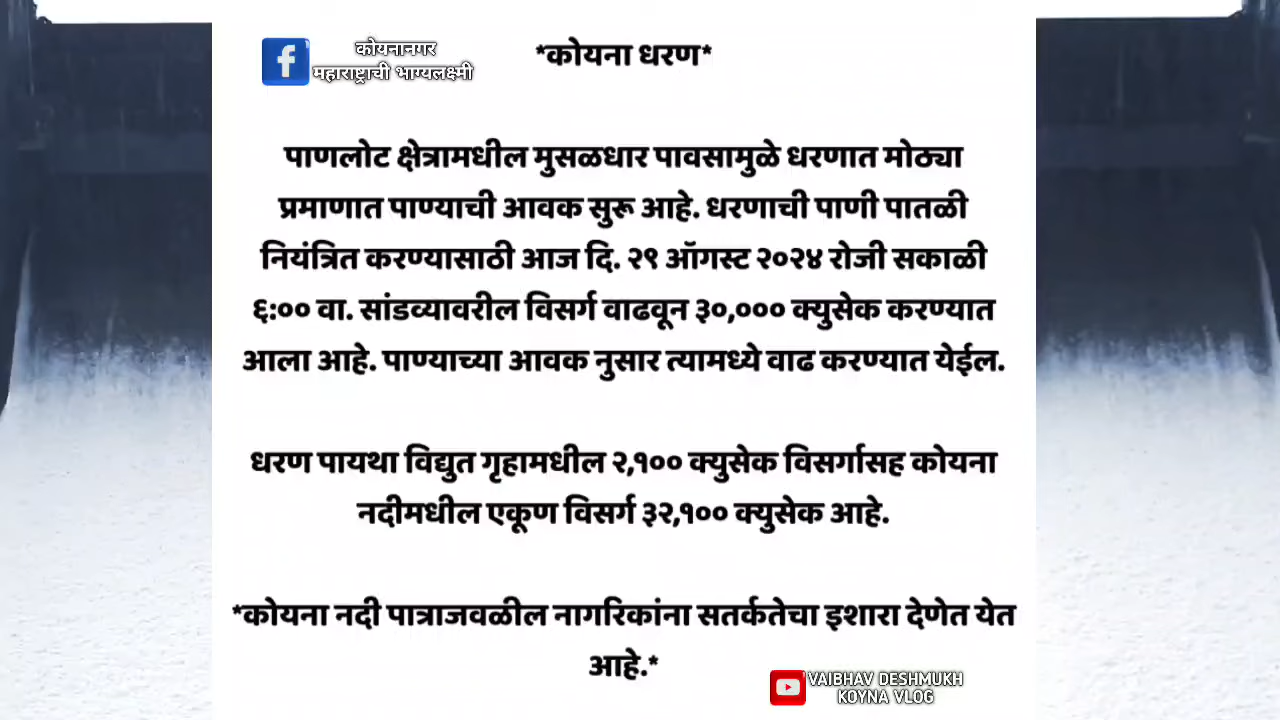 कोयनानगर
महाराष्ट्राची भाग्यलक्ष्मी
*कोयना धरण*
पाणलोट क्षेत्रामधील मुसळधार पावसामुळे धरणात मोठ्या
प्रमाणात पाण्याची आवक सुरू आहे. धरणाची पाणी पातळी
नियंत्रित करण्यासाठी आज दि. २९ ऑगस्ट २०२४ रोजी सकाळी
६:०० वा. सांडव्यावरील विसर्ग वाढवून ३०,००० क्युसेक करण्यात
आला आहे. पाण्याच्या आवक नुसार त्यामध्ये वाढ करण्यात येईल.
धरण पायथा विद्युत गृहामधील २,१०० क्युसेक विसर्गासह कोयना
नदीमधील एकूण विसर्ग ३२,१०० क्युसेक आहे.
*कोयना नदी पात्राजवळील नागरिकांना सतर्कतेचा इशारा देणेत येत
आहे.*
VAIBHAV DESHMUKH
KOYNA VLOG